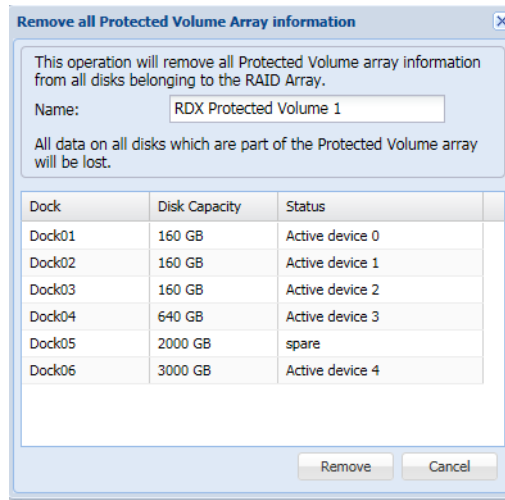 Remove all Protected Volume Array information
This operation will remove all Protected Volume array information
from all disks belonging to the RAID Array.
Name: RDX Protected Volume 1
All data on all disks which are part of the Protected Volume array
will be lost.
Dock Disk Capacity Status
Dock01 160 GB Active device 0
Dock02 160 GB Active device 1
Dock03 160 GB Active device 2
Dock04 640 GB Active device 3
Dock05 2000 GB spare
Dock06 3000 GB Active device 4
Remove Cancel